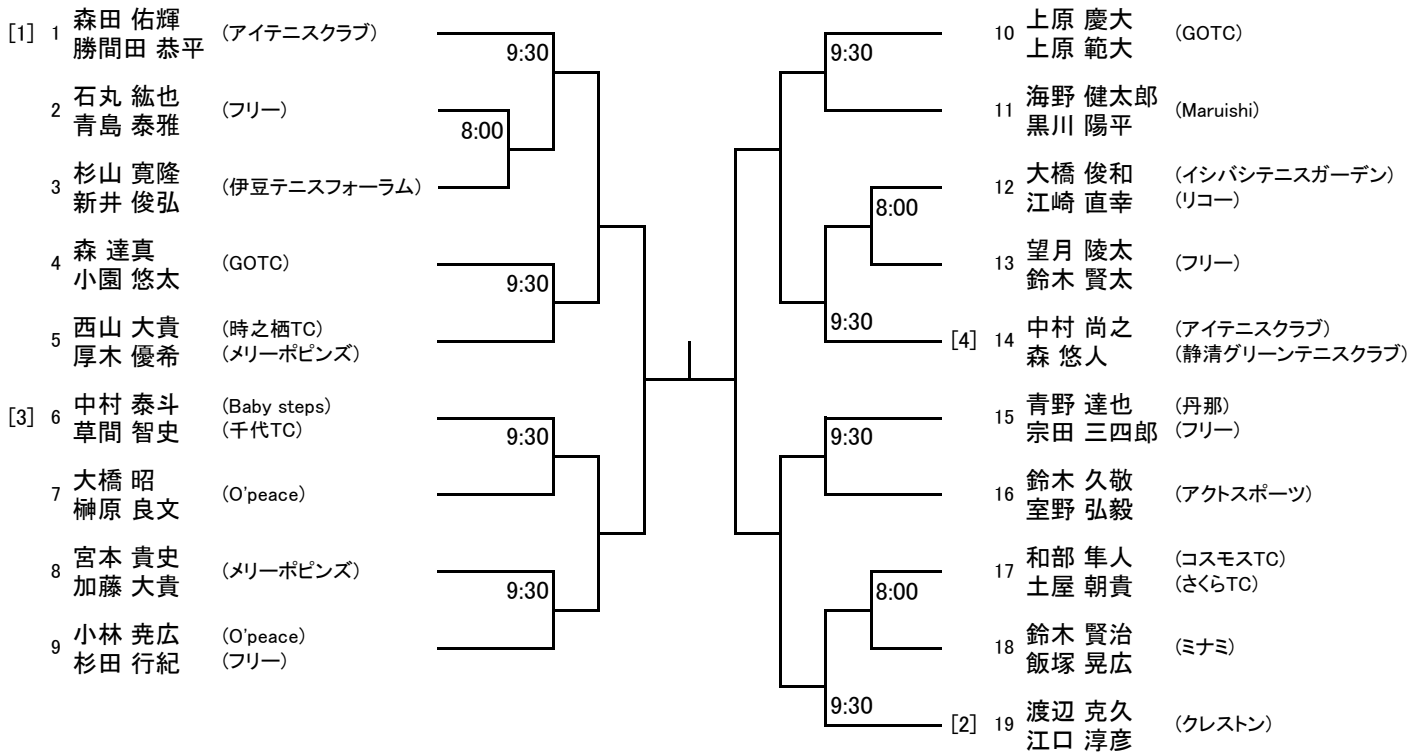 [1] 1 森田 佑輝
勝間田 恭平
(アイテニスクラブ)
9:30
2 石丸 紘也
青島 泰雅
(フリー)
8:00
3 杉山 寛隆
新井 俊弘
(伊豆テニスフォーラム)
4 森 達真
小園 悠太
(GOTC)
9:30
5 西山 大貴
厚木 優希
(時之栖TC)
(メリーポピンズ)
[3] 6 中村 泰斗
草間 智史
(Baby steps)
(千代TC)
9:30
7 大橋 昭
榊原 良文
(O'peace)
8 宮本 貴史
加藤 大貴
(メリーポピンズ)
9:30
9 小林 尭広
杉田 行紀
(O'peace)
(フリー)
10 上原 慶大
上原 範大
(GOTC)
9:30
11 海野 健太郎
黒川 陽平
(Maruishi)
12 大橋 俊和
江崎 直幸
(イシバシテニスガーデン)
(リコー)
8:00
13 望月 陵太
鈴木 賢太
(フリー)
9:30
[4] 14 中村 尚之
森 悠人
(アイテニスクラブ)
(静清グリーンテニスクラブ)
15 青野 達也
宗田 三四郎
(丹那)
(フリー)
9:30
16 鈴木 久敬
室野 弘毅
(アクトスポーツ)
17 和部 隼人
土屋 朝貴
(コスモスTC)
(さくらTC)
8:00
18 鈴木 賢治
飯塚 晃広
(ミナミ)
9:30
[2] 19 渡辺 克久
江口 淳彦
(クレストン)